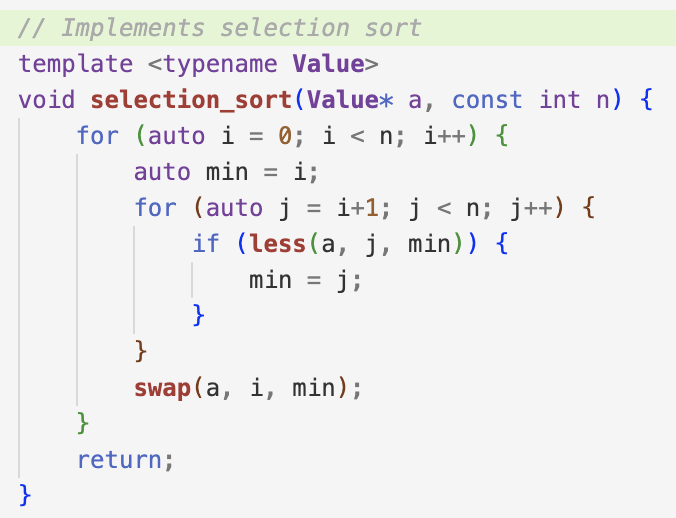 // Implements selection sort
template <typename Value>
void selection_sort(Value* a, const int n) {
    for (auto i = 0; i < n; i++) {
        auto min = i;
        for (auto j = i+1; j < n; j++) {
            if (less(a, j, min)) {
                min = j;
            }
        }
        swap(a, i, min);
    }
    return;
}